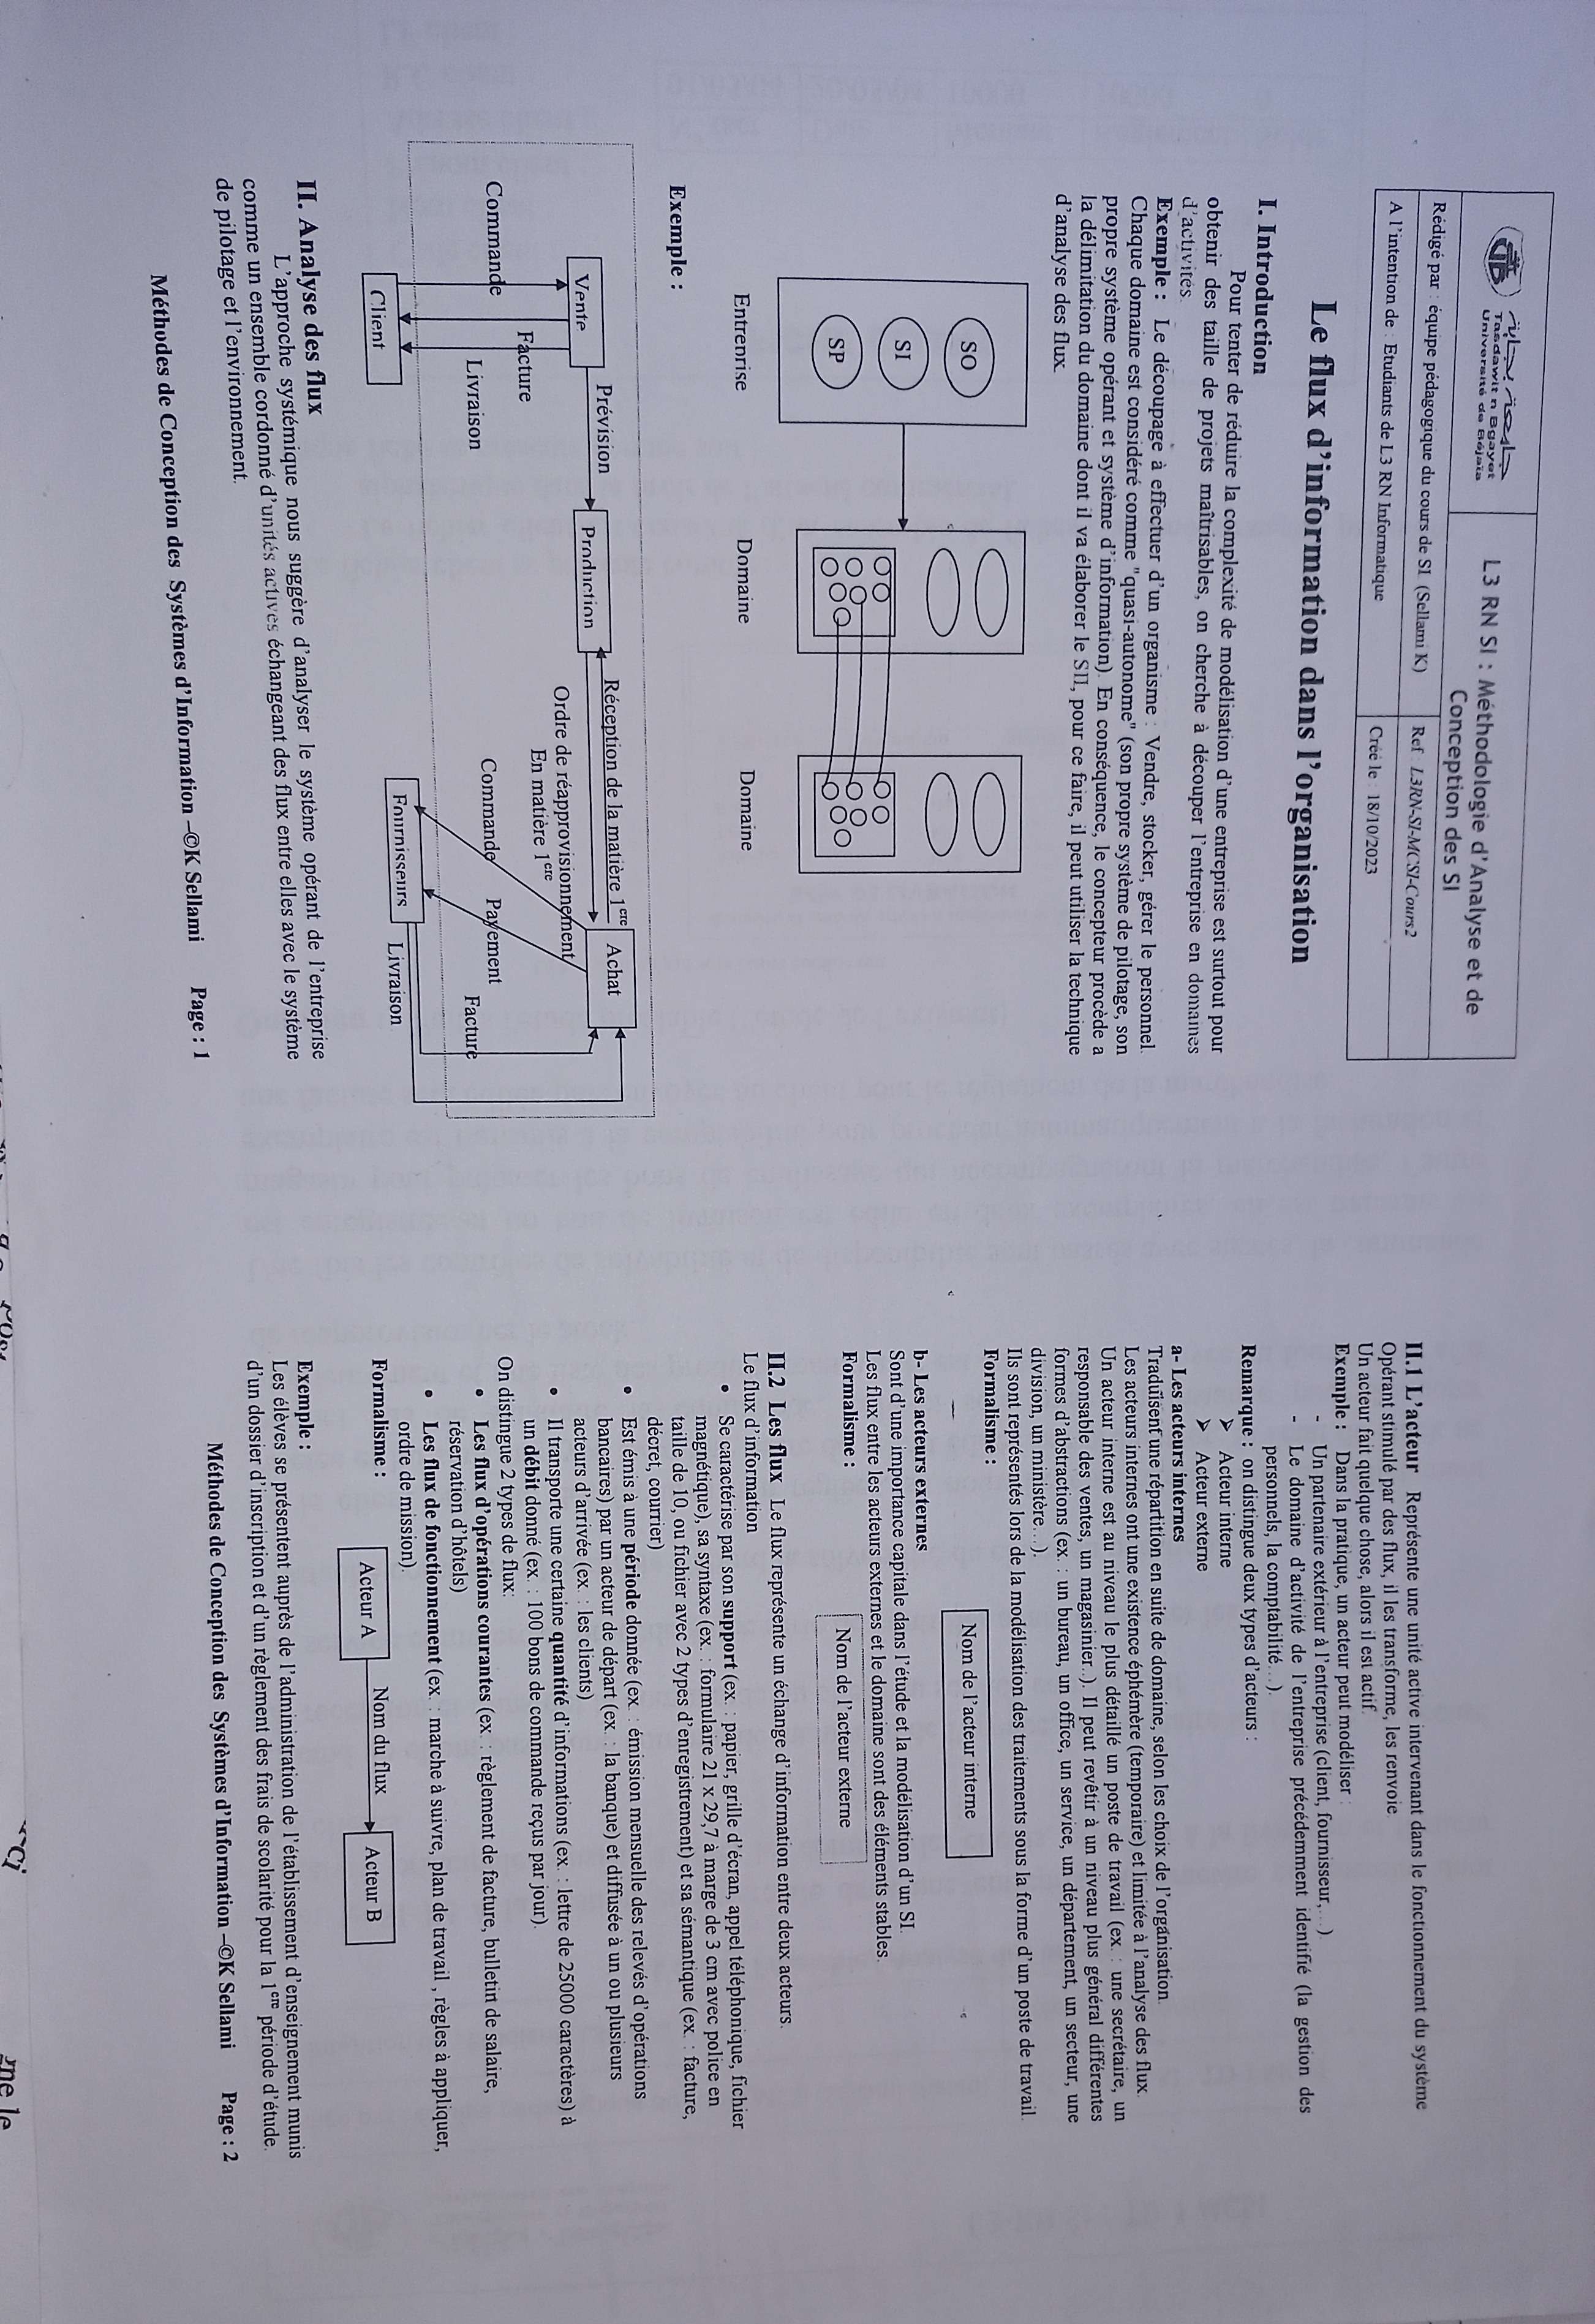 جامعة بجاية
Tasdawit n Bgayet
Université de Béjaïa
L3 RN SI : Méthodologie d'Analyse et de
Conception des SI
Rédigé par : équipe pédagogique du cours de SI (Sellami K)
Ref : L3RN-SI-MCSI-Cours2
A l'intention de : Etudiants de L3 RN Informatique
Créé le : 18/10/2023
Le flux d'information dans l'organisation
I. Introduction
Pour tenter de réduire la complexité de modélisation d'une entreprise est surtout pour
obtenir des taille de projets maîtrisables, on cherche à découper l'entreprise en domaines
d'activités.
Exemple : Le découpage à effectuer d'un organisme : Vendre, stocker, gérer le personnel.
Chaque domaine est considéré comme "quasi-autonome" (son propre système de pilotage, son
propre système opérant et système d'information). En conséquence, le concepteur procède a
la délimitation du domaine dont il va élaborer le SII, pour ce faire, il peut utiliser la technique
d'analyse des flux.
SO
SI
SP
Entreprise
Domaine
Domaine
Exemple :
Vente
Prévision
Production
Réception de la matière 1ere
Achat
Ordre de réapprovisionnement
En matière 1ere
Facture
Commande
Livraison
Commande
Payement
Facture
Fournisseurs
Livraison
Client
II. Analyse des flux
L'approche systémique nous suggère d'analyser le système opérant de l'entreprise
comme un ensemble cordonné d'unités actives échangeant des flux entre elles avec le système
de pilotage et l'environnement.
Méthodes de Conception des Systèmes d'Information –©K Sellami Page : 1
II.1 L'acteur Représente une unité active intervenant dans le fonctionnement du système
Opérant stimulé par des flux, il les transforme, les renvoie.
Un acteur fait quelque chose, alors il est actif.
Exemple : Dans la pratique, un acteur peut modéliser :
- Un partenaire extérieur à l'entreprise (client, fournisseur,...)
- Le domaine d'activité de l'entreprise précédemment identifié (la gestion des
personnels, la comptabilité...).
Remarque : on distingue deux types d'acteurs :
➢ Acteur interne
➢ Acteur externe
a- Les acteurs internes
Traduisent une répartition en suite de domaine, selon les choix de l'organisation.
Les acteurs internes ont une existence éphémère (temporaire) et limitée à l'analyse des flux.
Un acteur interne est au niveau le plus détaillé un poste de travail (ex. : une secrétaire, un
responsable des ventes, un magasinier..). Il peut revêtir à un niveau plus général différentes
formes d'abstractions (ex. : un bureau, un office, un service, un département, un secteur, une
division, un ministère...).
Ils sont représentés lors de la modélisation des traitements sous la forme d'un poste de travail.
Formalisme :
Nom de l'acteur interne
b- Les acteurs externes
Sont d'une importance capitale dans l'étude et la modélisation d'un SI.
Les flux entre les acteurs externes et le domaine sont des éléments stables.
Formalisme :
Nom de l'acteur externe
II.2 Les flux Le flux représente un échange d'information entre deux acteurs.
Le flux d'information
• Se caractérise par son support (ex. : papier, grille d'écran, appel téléphonique, fichier
magnétique), sa syntaxe (ex. : formulaire 21 x 29,7 à marge de 3 cm avec police en
taille de 10, ou fichier avec 2 types d'enregistrement) et sa sémantique (ex. : facture,
décret, courrier)
• Est émis à une période donnée (ex. : émission mensuelle des relevés d'opérations
bancaires) par un acteur de départ (ex. : la banque) et diffusée à un ou plusieurs
acteurs d'arrivée (ex. : les clients)
• Il transporte une certaine quantité d'informations (ex. : lettre de 25000 caractères) à
un débit donné (ex. : 100 bons de commande reçus par jour).
On distingue 2 types de flux:
• Les flux d'opérations courantes (ex. : règlement de facture, bulletin de salaire,
réservation d'hôtels)
• Les flux de fonctionnement (ex. : marche à suivre, plan de travail , règles à appliquer,
ordre de mission).
Formalisme :
Acteur A
Nom du flux
Acteur B
Exemple :
Les élèves se présentent auprès de l'administration de l'établissement d'enseignement munis
d'un dossier d'inscription et d'un règlement des frais de scolarité pour la 1ere période d'étude.
Méthodes de Conception des Systèmes d'Information –©K Sellami Page : 2